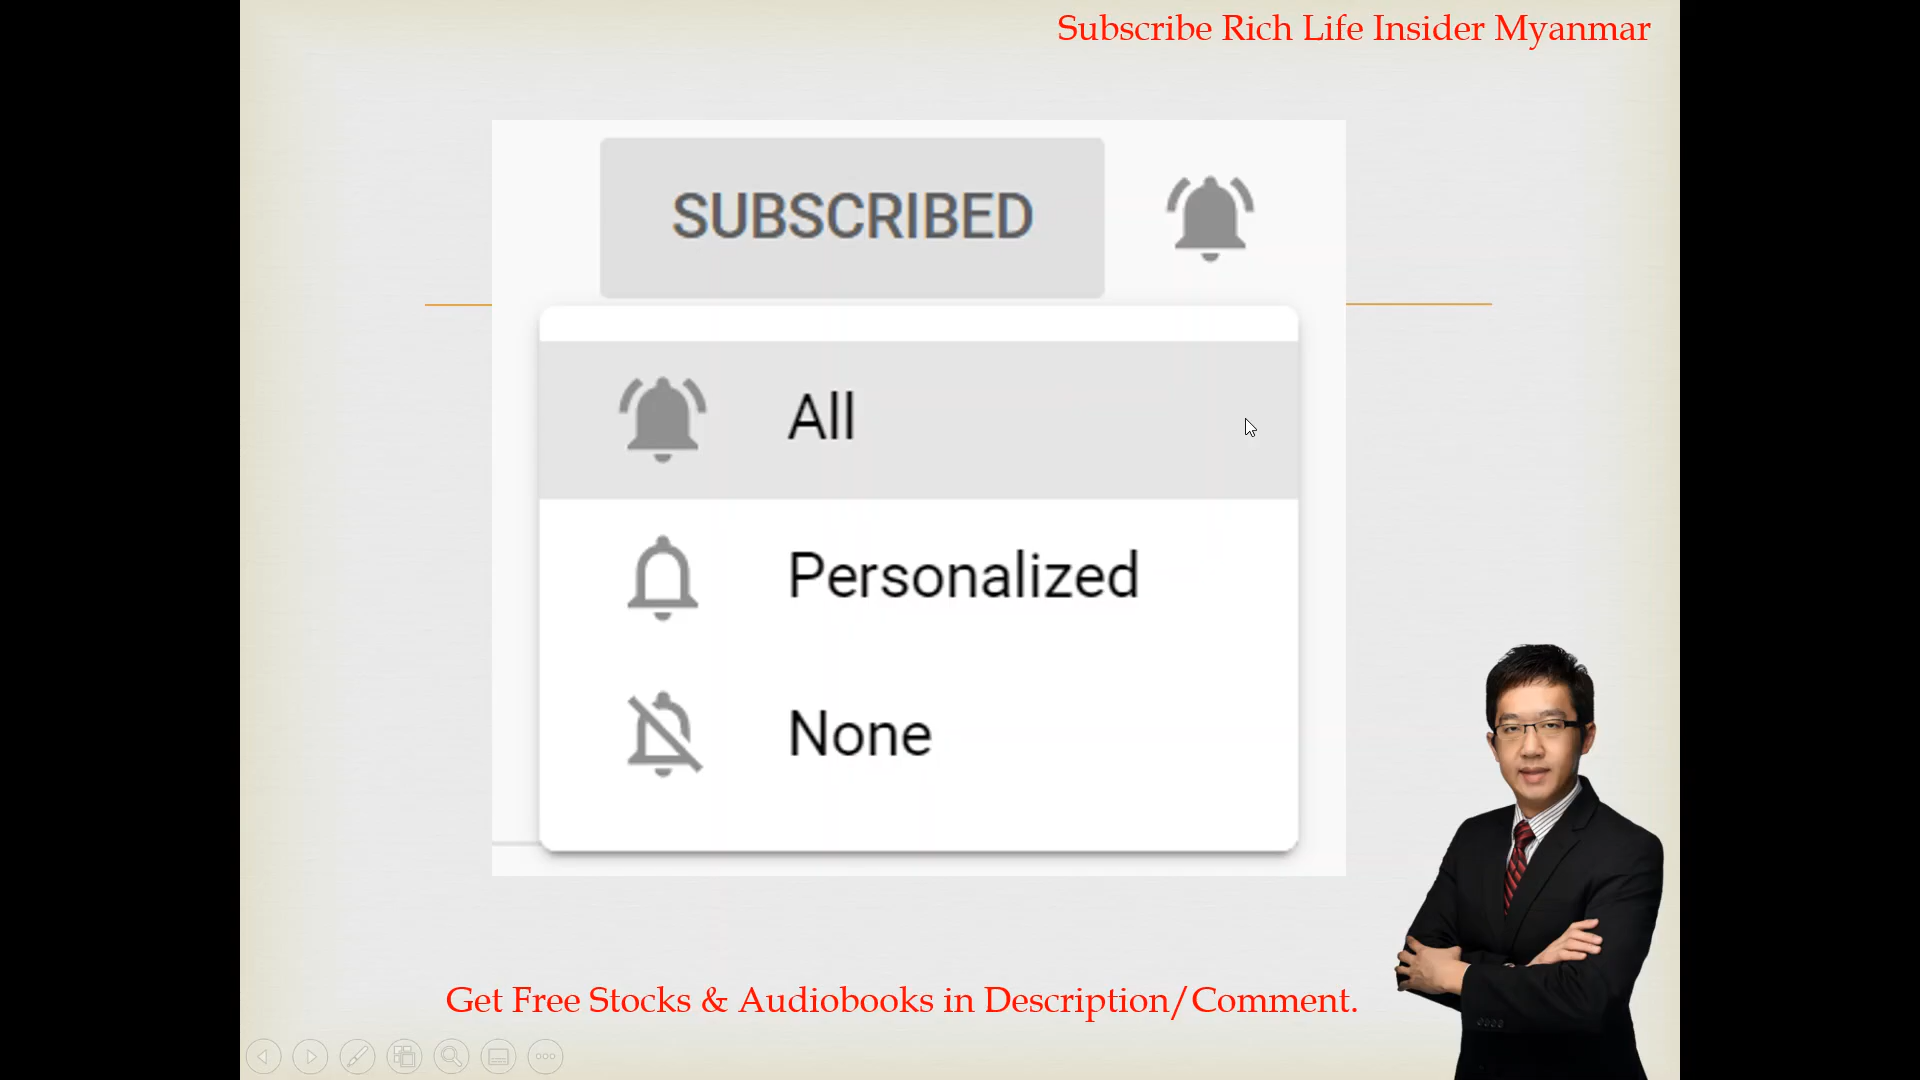 Subscribe Rich Life Insider Myanmar
SUBSCRIBED
All
Personalized
None
Get Free Stocks & Audiobooks in Description/Comment.